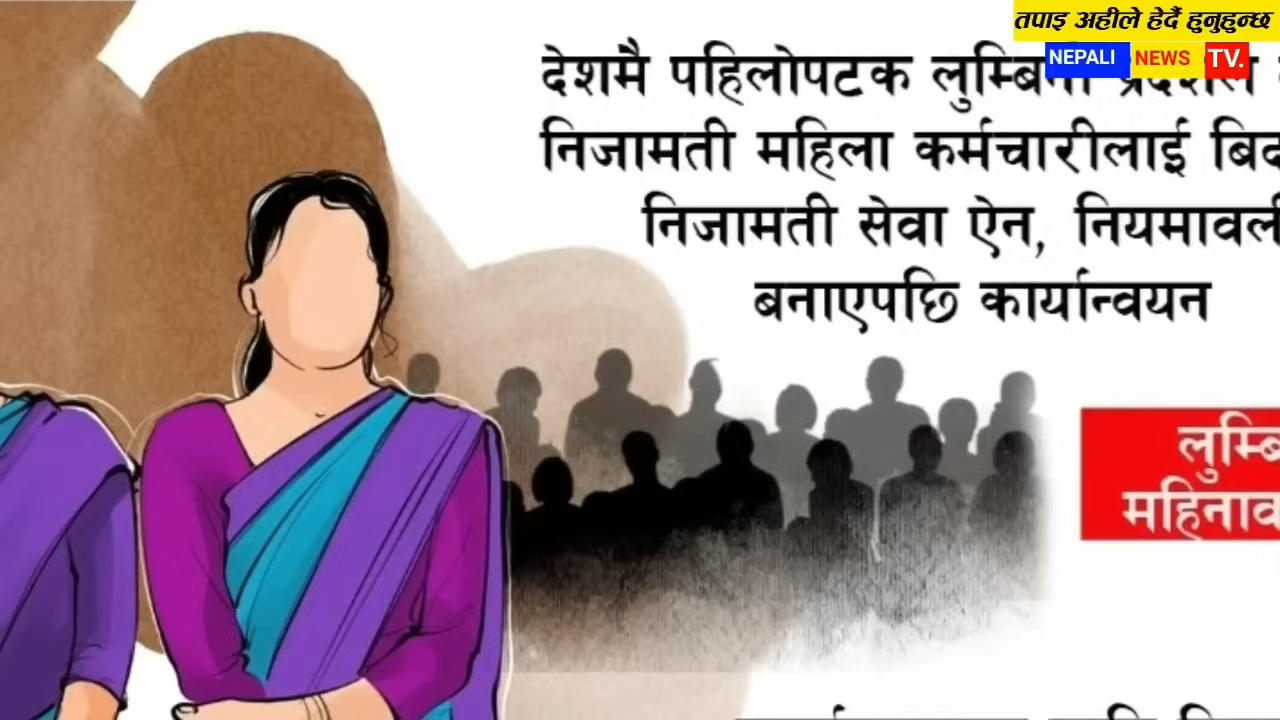 तपाइ अहीले हेर्दै हुनुहुन्छ
NEPALI NEWS TV.
देशमै पहिलोपटक
निजामती महिला कर्मचारीलाई
निजामती सेवा ऐन, नियमावली
बनाएपछि कार्यान्वयन